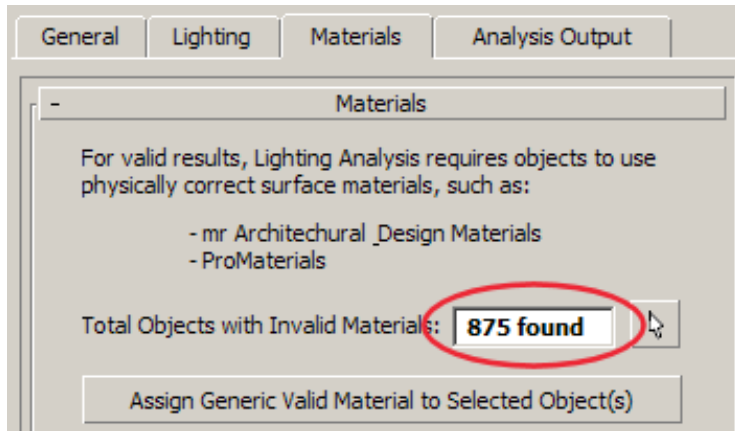 General Lighting Materials Analysis Output
- Materials
For valid results, Lighting Analysis requires objects to use
physically correct surface materials, such as:
- mr Architechural _Design Materials
- ProMaterials
Total Objects with Invalid Materials: 875 found
Assign Generic Valid Material to Selected Object(s)